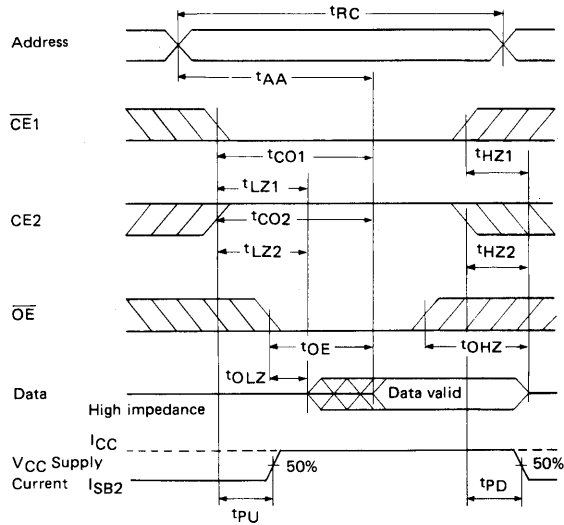 tRC
Address
tAA
CE1
tCO1
tHZ1
tLZ1
CE2
tCO2
tHZ2
tLZ2
OE
tOE
tOHZ
tOLZ
Data
Data valid
High impedance
ICC
VCC Supply
50%
50%
Current ISB2
tPU
tPD